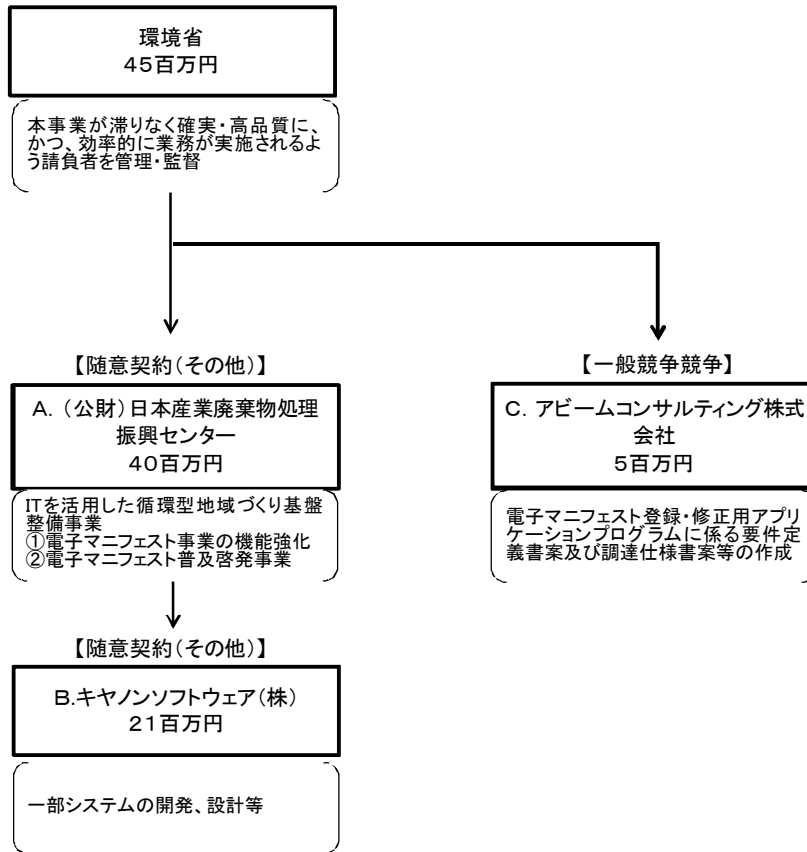 環境省
45百万円
本事業が滞りなく確実・高品質に、
かつ、効率的に業務が実施されるよ
う請負者を管理・監督
【随意契約(その他)】
【一般競争競争】
A. (公財)日本産業廃棄物処理
振興センター
40百万円
C. アビームコンサルティング株式
会社
5百万円
ITを活用した循環型地域づくり基盤
整備事業
①電子マニフェスト事業の機能強化
②電子マニフェスト普及啓発事業
電子マニフェスト登録・修正用アプリ
ケーションプログラムに係る要件定
義書案及び調達仕様書案等の作成
【随意契約(その他)】
B.キヤノンソフトウェア(株)
21百万円
一部システムの開発、設計等